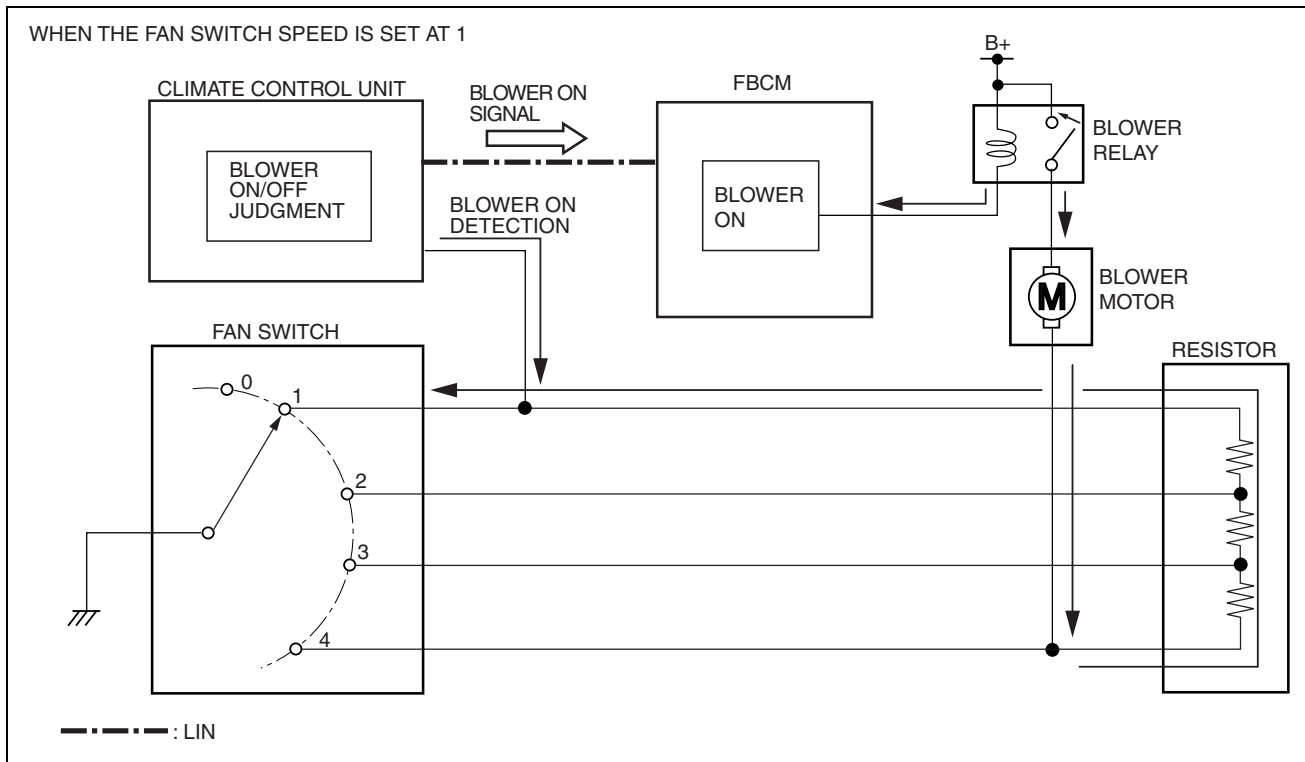 WHEN THE FAN SWITCH SPEED IS SET AT 1
B+
CLIMATE CONTROL UNIT
BLOWER ON
SIGNAL
FBCM
BLOWER
RELAY
BLOWER
ON/OFF
JUDGMENT
BLOWER ON
DETECTION
BLOWER
ON
BLOWER
MOTOR
M
FAN SWITCH
RESISTOR
0
1
2
3
4
: LIN